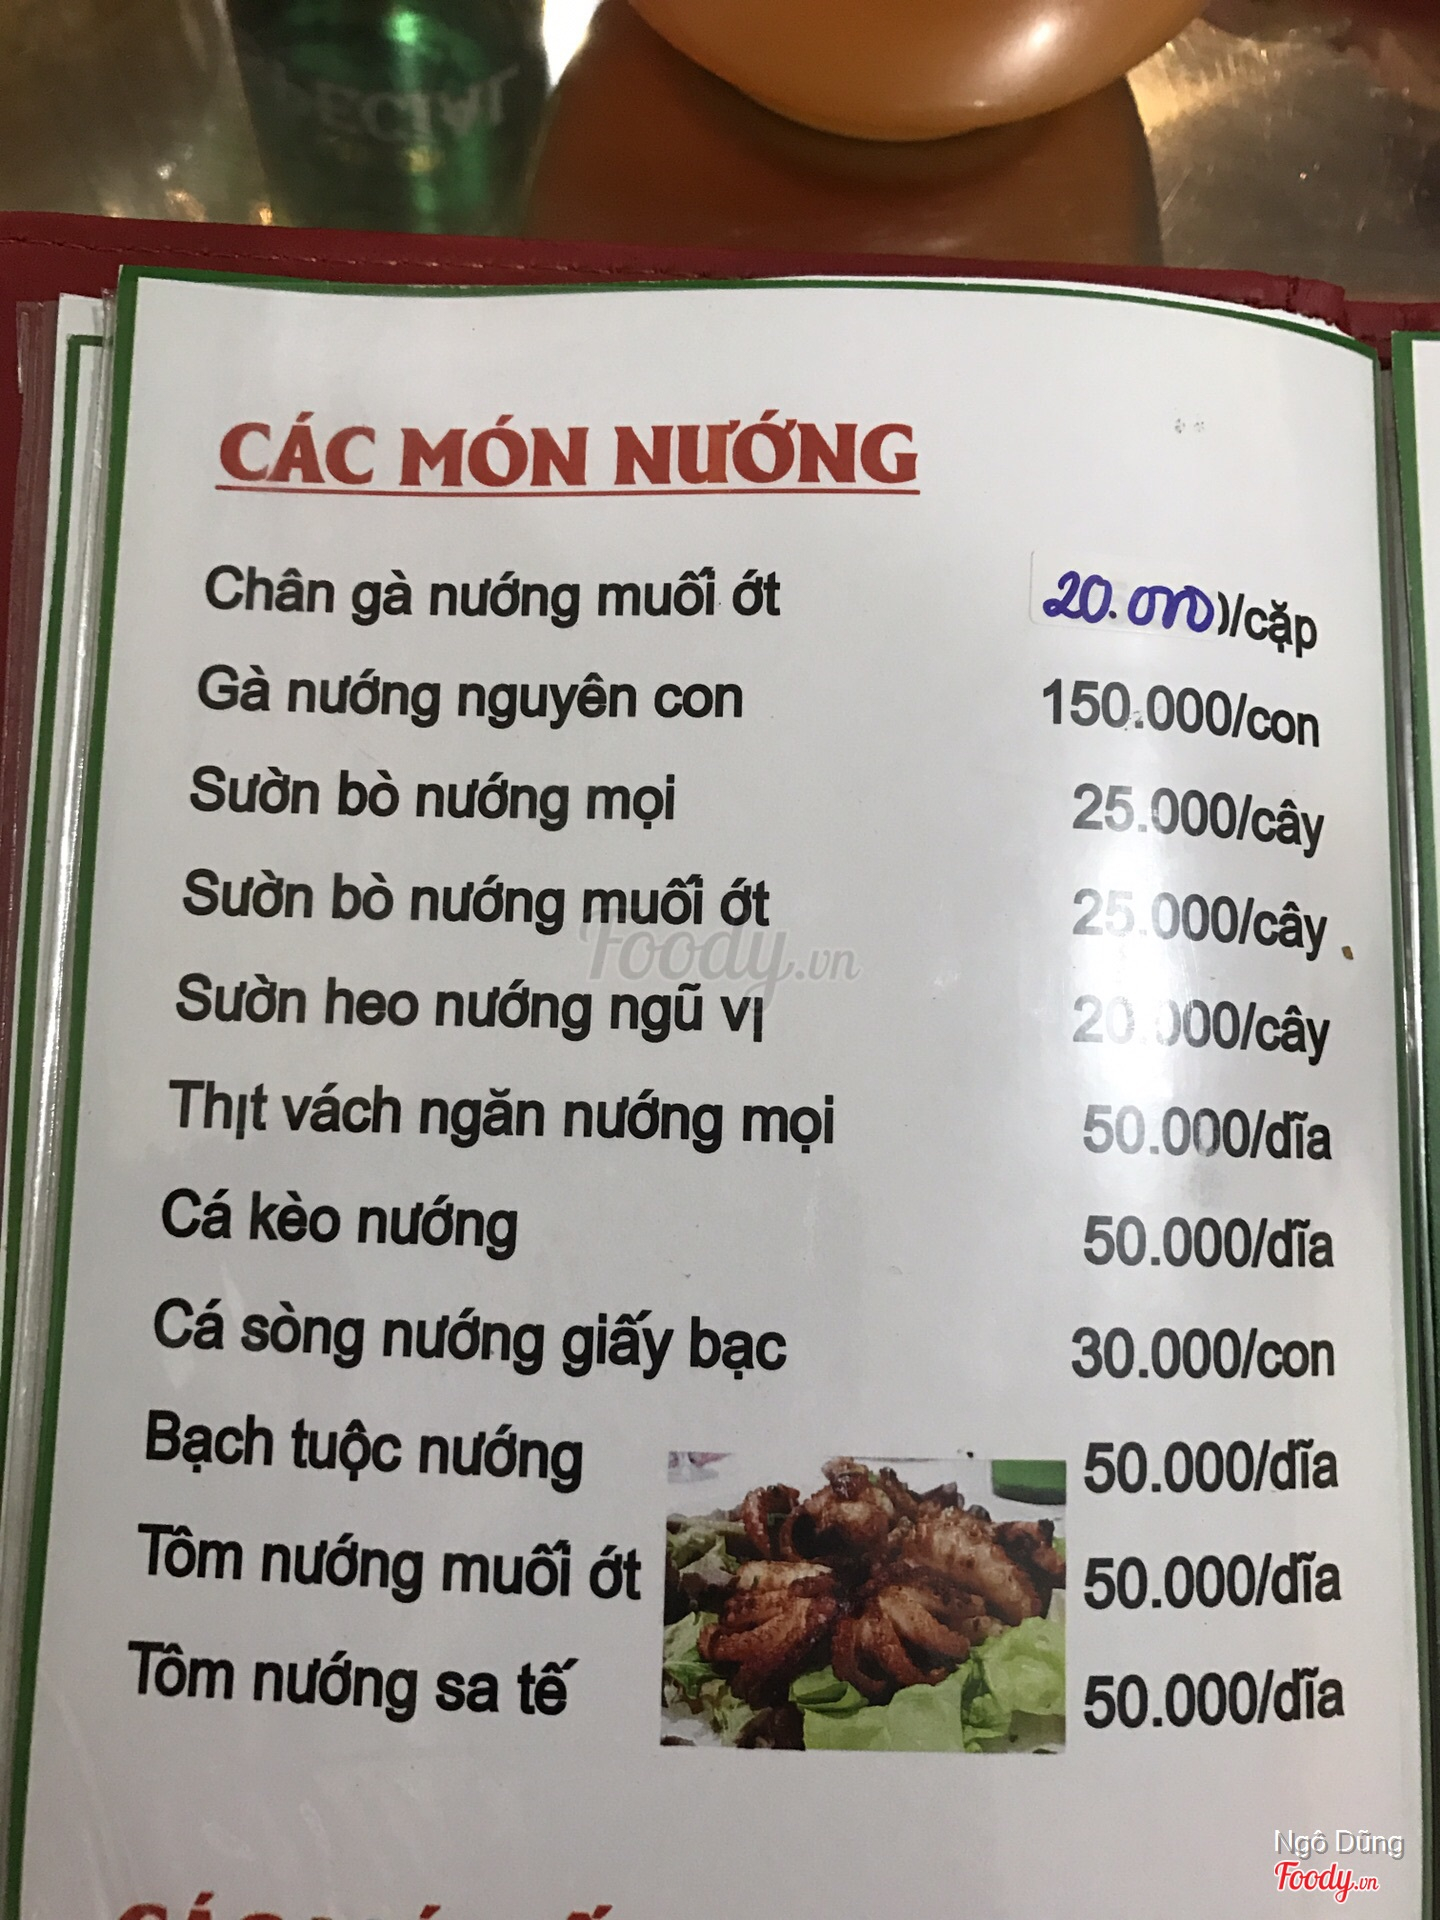 SPECIAL
CÁC MÓN NƯỚNG
Chân gà nướng muối ớt 20.000/cặp
Gà nướng nguyên con 150.000/con
Sườn bò nướng mọi 25.000/cây
Sườn bò nướng muối ớt 25.000/cây
Foody.vn
Sườn heo nướng ngũ vị 20.000/cây
Thịt vách ngăn nướng mọi 50.000/dĩa
Cá kèo nướng 50.000/dĩa
Cá sòng nướng giấy bạc 30.000/con
Bạch tuộc nướng 50.000/dĩa
Tôm nướng muối ớt 50.000/dĩa
Tôm nướng sa tế 50.000/dĩa
Ngô Dũng
Foody.vn